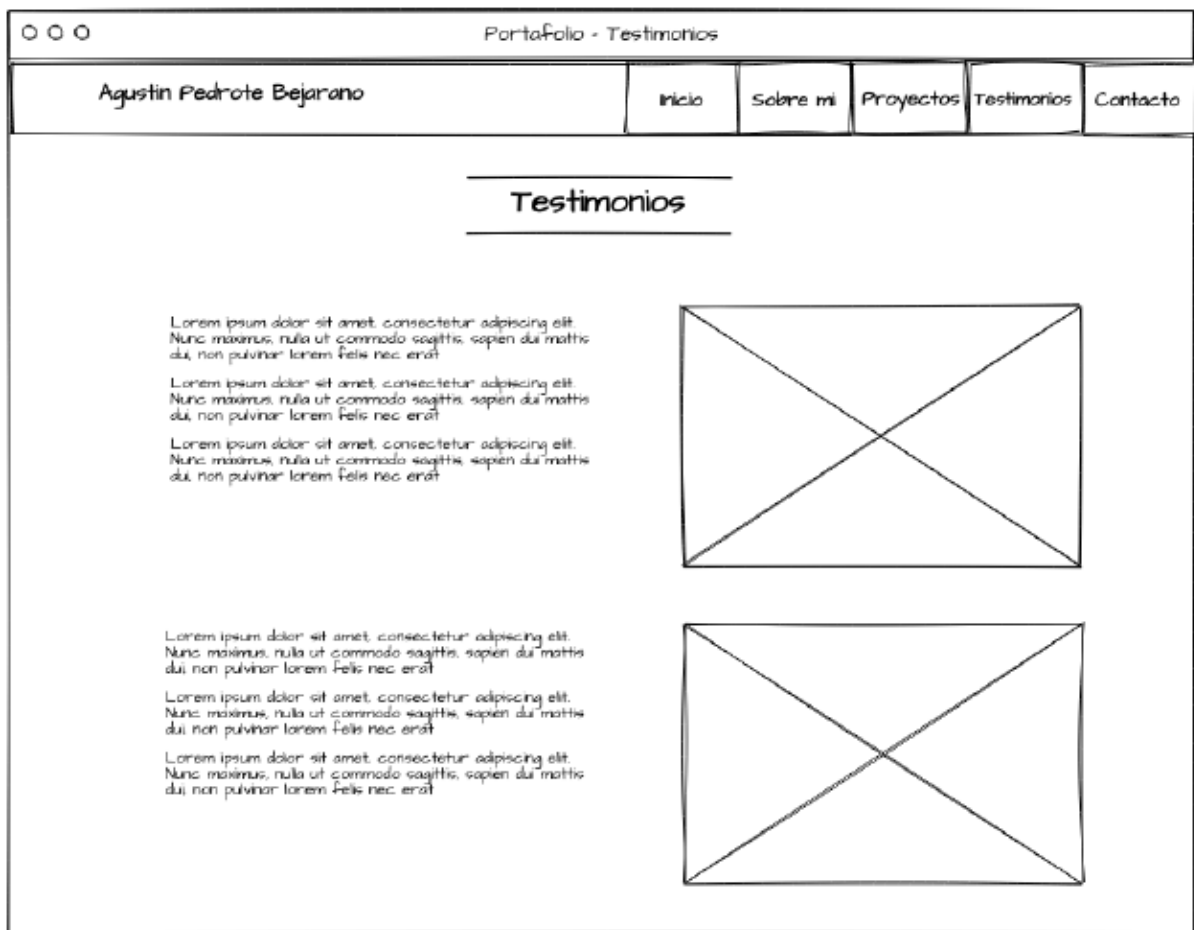 Portafolio - Testimonios
Agustin Pedrote Bejarano
Inicio
Sobre mi
Proyectos
Testimonios
Contacto
Testimonios
Lorem ipsum dolor sit amet, consectetur adipiscing elit.
Nunc maximus, nulla ut commodo sagittis, sapien dui mattis
dui, non pulvinar lorem felis nec erat
Lorem ipsum dolor sit amet, consectetur adipiscing elit.
Nunc maximus, nulla ut commodo sagittis, sapien dui mattis
dui, non pulvinar lorem felis nec erat
Lorem ipsum dolor sit amet, consectetur adipiscing elit.
Nunc maximus, nulla ut commodo sagittis, sapien dui mattis
dui, non pulvinar lorem felis nec erat
Lorem ipsum dolor sit amet, consectetur adipiscing elit.
Nunc maximus, nulla ut commodo sagittis, sapien dui mattis
dui, non pulvinar lorem felis nec erat
Lorem ipsum dolor sit amet, consectetur adipiscing elit.
Nunc maximus, nulla ut commodo sagittis, sapien dui mattis
dui, non pulvinar lorem felis nec erat
Lorem ipsum dolor sit amet, consectetur adipiscing elit.
Nunc maximus, nulla ut commodo sagittis, sapien dui mattis
dui, non pulvinar lorem felis nec erat